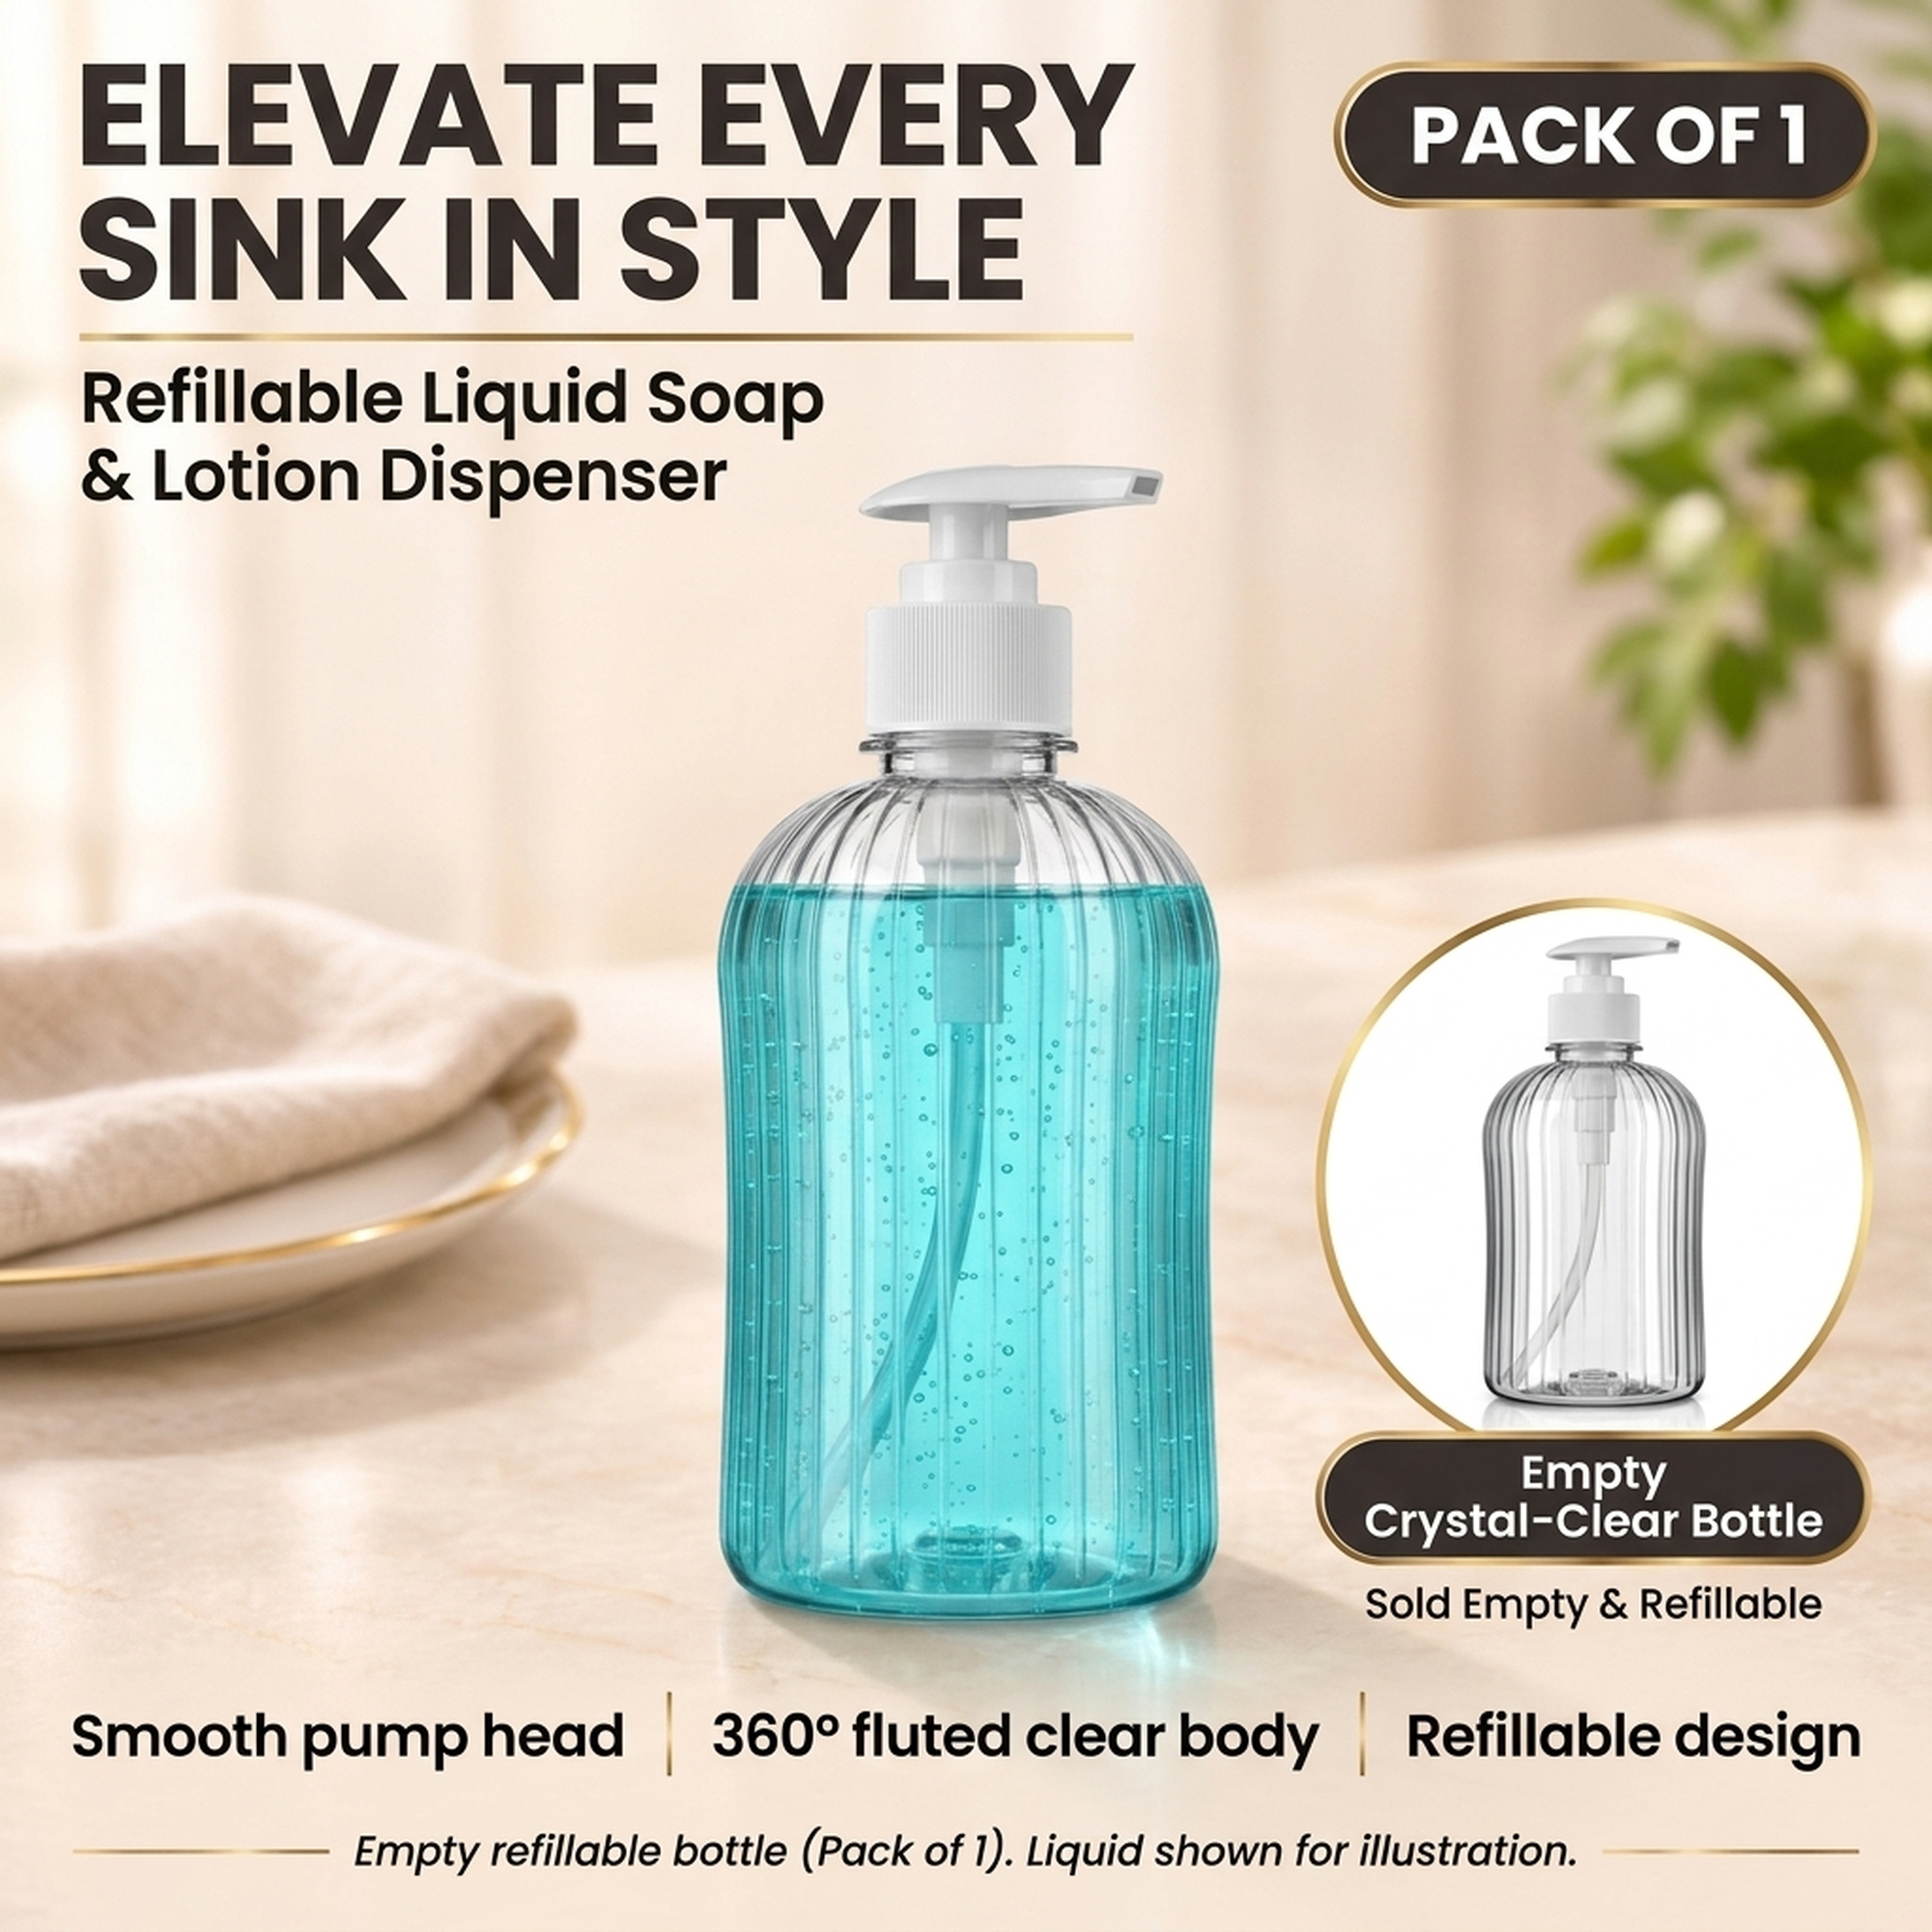 ELEVATE EVERY
SINK IN STYLE
PACK OF 1
Refillable Liquid Soap
& Lotion Dispenser
Empty
Crystal-Clear Bottle
Sold Empty & Refillable
Smooth pump head
360° fluted clear body
Refillable design
Empty refillable bottle (Pack of 1). Liquid shown for illustration.